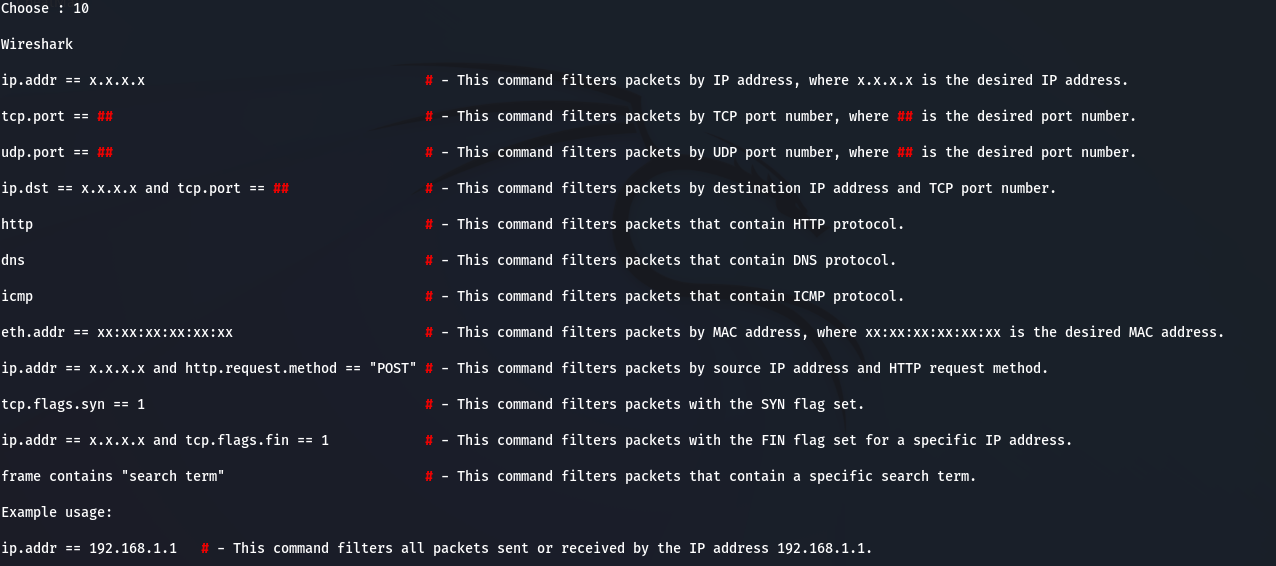 Choose : 10
Wireshark
ip.addr == x.x.x.x # - This command filters packets by IP address, where x.x.x.x is the desired IP address.
tcp.port == ## # - This command filters packets by TCP port number, where ## is the desired port number.
udp.port == ## # - This command filters packets by UDP port number, where ## is the desired port number.
ip.dst == x.x.x.x and tcp.port == ## # - This command filters packets by destination IP address and TCP port number.
http # - This command filters packets that contain HTTP protocol.
dns # - This command filters packets that contain DNS protocol.
icmp # - This command filters packets that contain ICMP protocol.
eth.addr == xx:xx:xx:xx:xx:xx # - This command filters packets by MAC address, where xx:xx:xx:xx:xx:xx is the desired MAC address.
ip.addr == x.x.x.x and http.request.method == "POST" # - This command filters packets by source IP address and HTTP request method.
tcp.flags.syn == 1 # - This command filters packets with the SYN flag set.
ip.addr == x.x.x.x and tcp.flags.fin == 1 # - This command filters packets with the FIN flag set for a specific IP address.
frame contains "search term" # - This command filters packets that contain a specific search term.
Example usage:
ip.addr == 192.168.1.1 # - This command filters all packets sent or received by the IP address 192.168.1.1.